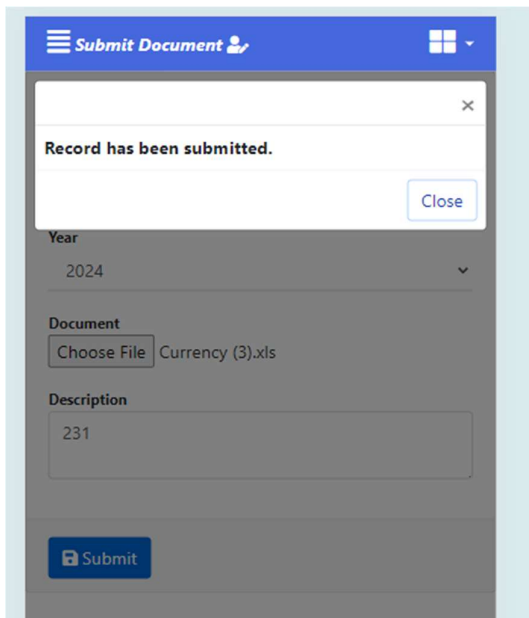 Submit Document
×
Record has been submitted.
Close
Year
2024
Document
Choose File Currency (3).xls
Description
231
Submit